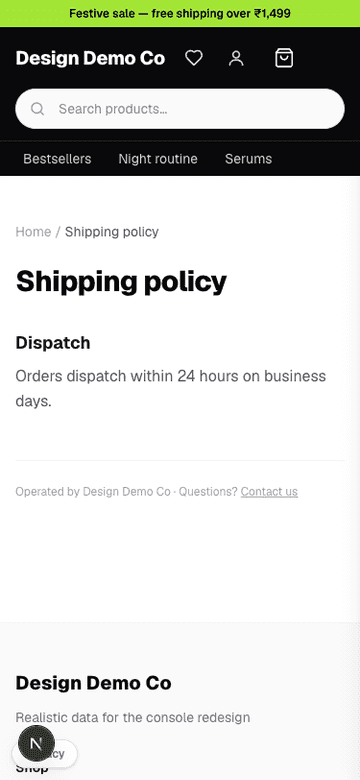 Festive sale — free shipping over ₹1,499
Design Demo Co
Search products...
Bestsellers Night routine Serums
Home / Shipping policy
Shipping policy
Dispatch
Orders dispatch within 24 hours on business
days.
Operated by Design Demo Co · Questions? Contact us
Design Demo Co
Realistic data for the console redesign
N
Shop